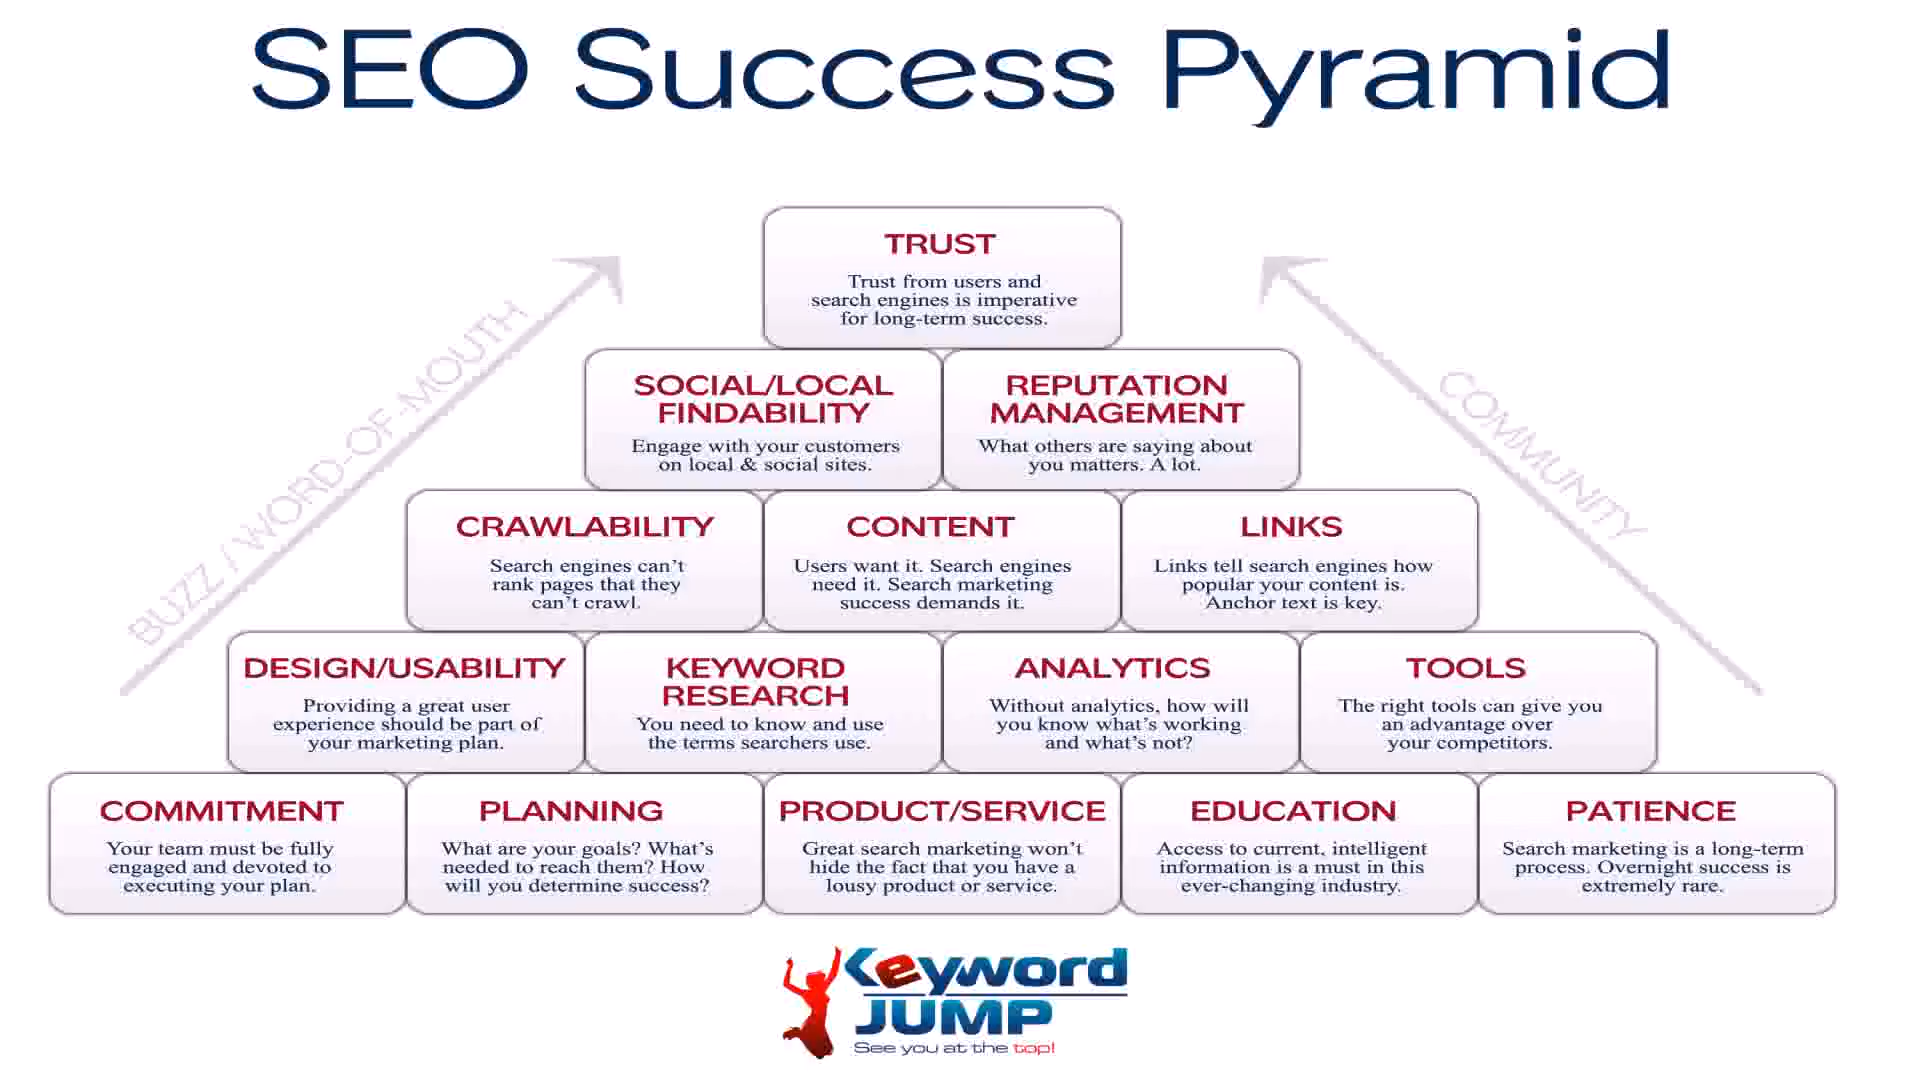 SEO Success Pyramid
TRUST
Trust from users and
search engines is imperative
for long-term success.
BUZZ / WORD-OF-MOUTH
COMMUNITY
SOCIAL/LOCAL
FINDABILITY
Engage with your customers
on local & social sites.
REPUTATION
MANAGEMENT
What others are saying about
you matters. A lot.
CRAWLABILITY
Search engines can't
rank pages that they
can't crawl.
CONTENT
Users want it. Search engines
need it. Search marketing
success demands it.
LINKS
Links tell search engines how
popular your content is.
Anchor text is key.
DESIGN/USABILITY
Providing a great user
experience should be part of
your marketing plan.
KEYWORD
RESEARCH
You need to know and use
the terms searchers use.
ANALYTICS
Without analytics, how will
you know what's working
and what's not?
TOOLS
The right tools can give you
an advantage over
your competitors.
COMMITMENT
Your team must be fully
engaged and devoted to
executing your plan.
PLANNING
What are your goals? What's
needed to reach them? How
will you determine success?
PRODUCT/SERVICE
Great search marketing won't
hide the fact that you have a
lousy product or service.
EDUCATION
Access to current, intelligent
information is a must in this
ever-changing industry.
PATIENCE
Search marketing is a long-term
process. Overnight success is
extremely rare.
Keyword
JUMP
See you at the top!